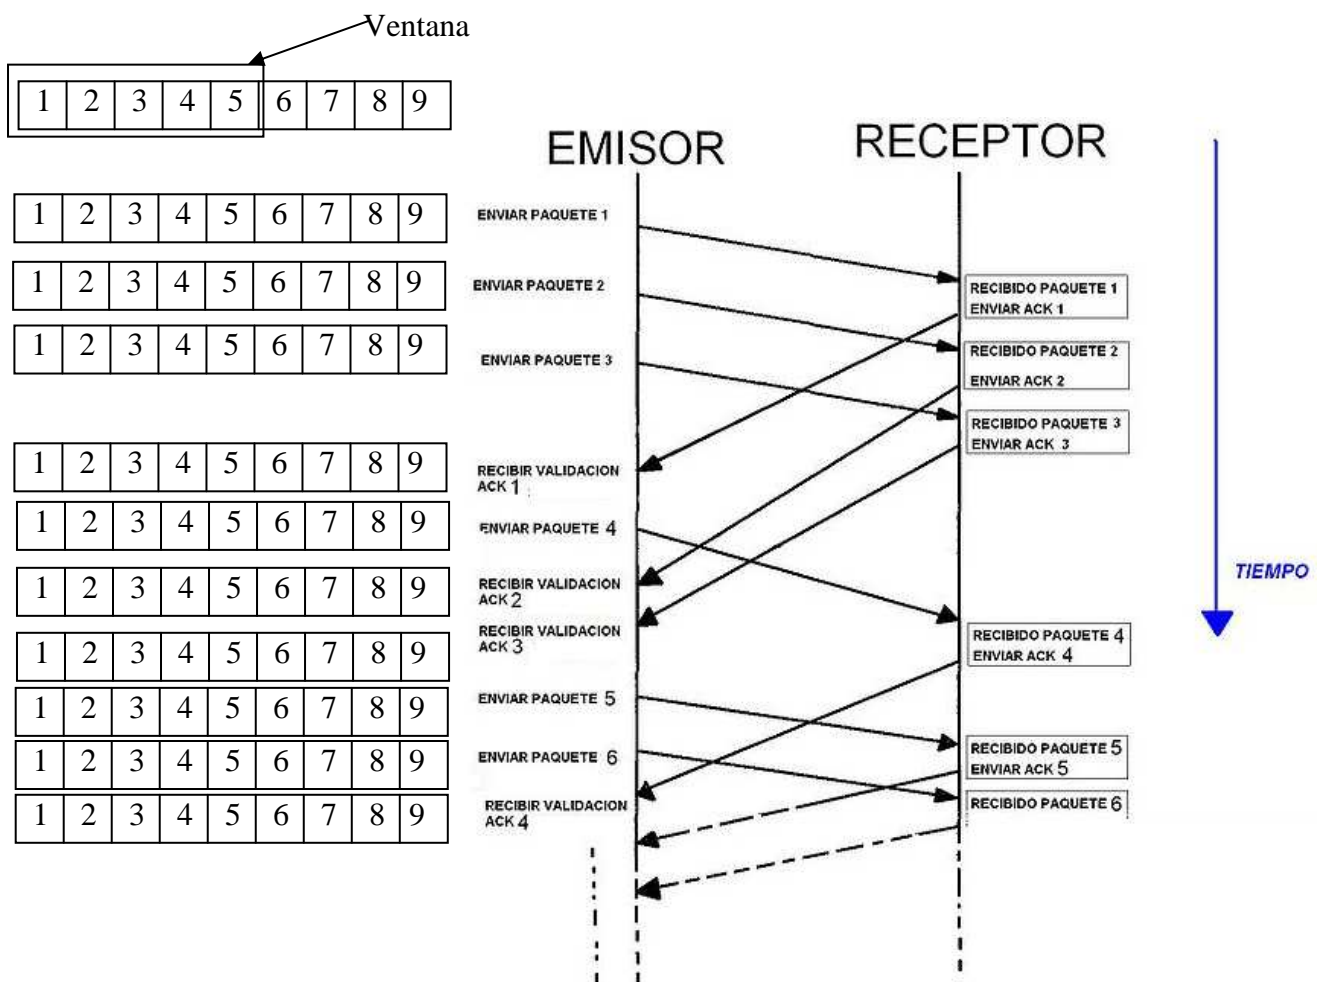 Ventana
1 2 3 4 5 6 7 8 9
EMISOR
RECEPTOR
1 2 3 4 5 6 7 8 9
ENVIAR PAQUETE 1
1 2 3 4 5 6 7 8 9
ENVIAR PAQUETE 2
RECIBIDO PAQUETE 1
ENVIAR ACK 1
1 2 3 4 5 6 7 8 9
ENVIAR PAQUETE 3
RECIBIDO PAQUETE 2
ENVIAR ACK 2
RECIBIDO PAQUETE 3
ENVIAR ACK 3
1 2 3 4 5 6 7 8 9
RECIBIR VALIDACION
ACK 1
1 2 3 4 5 6 7 8 9
ENVIAR PAQUETE 4
1 2 3 4 5 6 7 8 9
RECIBIR VALIDACION
ACK 2
TIEMPO
1 2 3 4 5 6 7 8 9
RECIBIR VALIDACION
ACK 3
RECIBIDO PAQUETE 4
ENVIAR ACK 4
1 2 3 4 5 6 7 8 9
ENVIAR PAQUETE 5
1 2 3 4 5 6 7 8 9
ENVIAR PAQUETE 6
RECIBIDO PAQUETE 5
ENVIAR ACK 5
1 2 3 4 5 6 7 8 9
RECIBIR VALIDACION
ACK 4
RECIBIDO PAQUETE 6